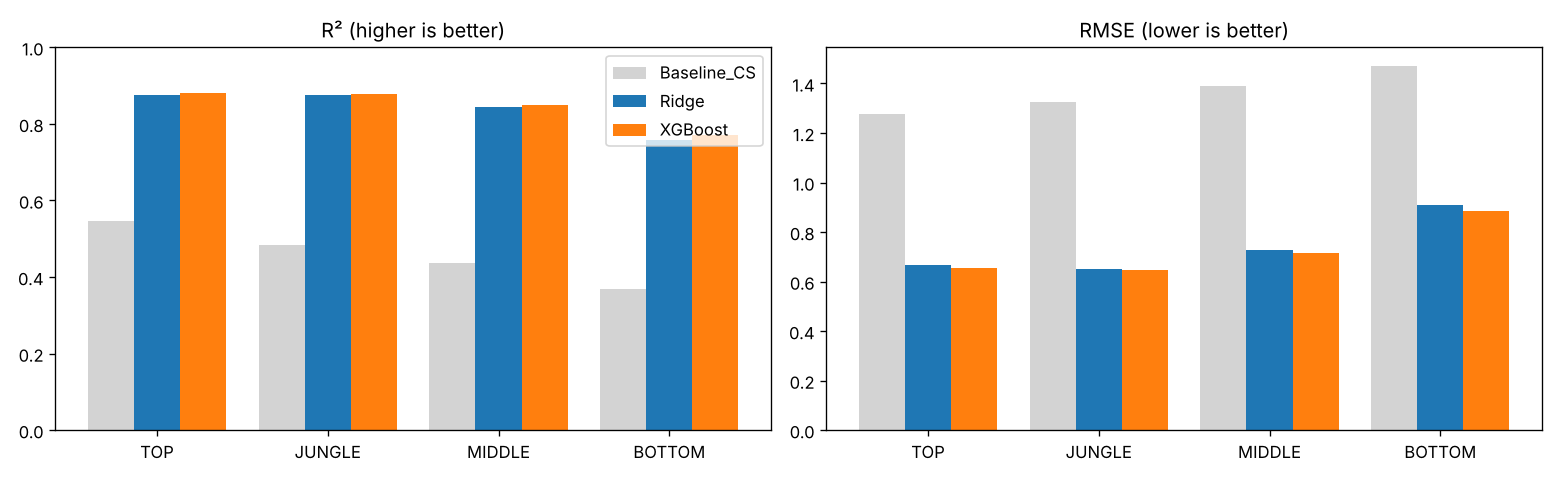 R² (higher is better)
1.0
0.8
0.6
0.4
0.2
0.0
Baseline_CS
Ridge
XGBoost
TOP
JUNGLE
MIDDLE
BOTTOM
RMSE (lower is better)
1.4
1.2
1.0
0.8
0.6
0.4
0.2
0.0
TOP
JUNGLE
MIDDLE
BOTTOM